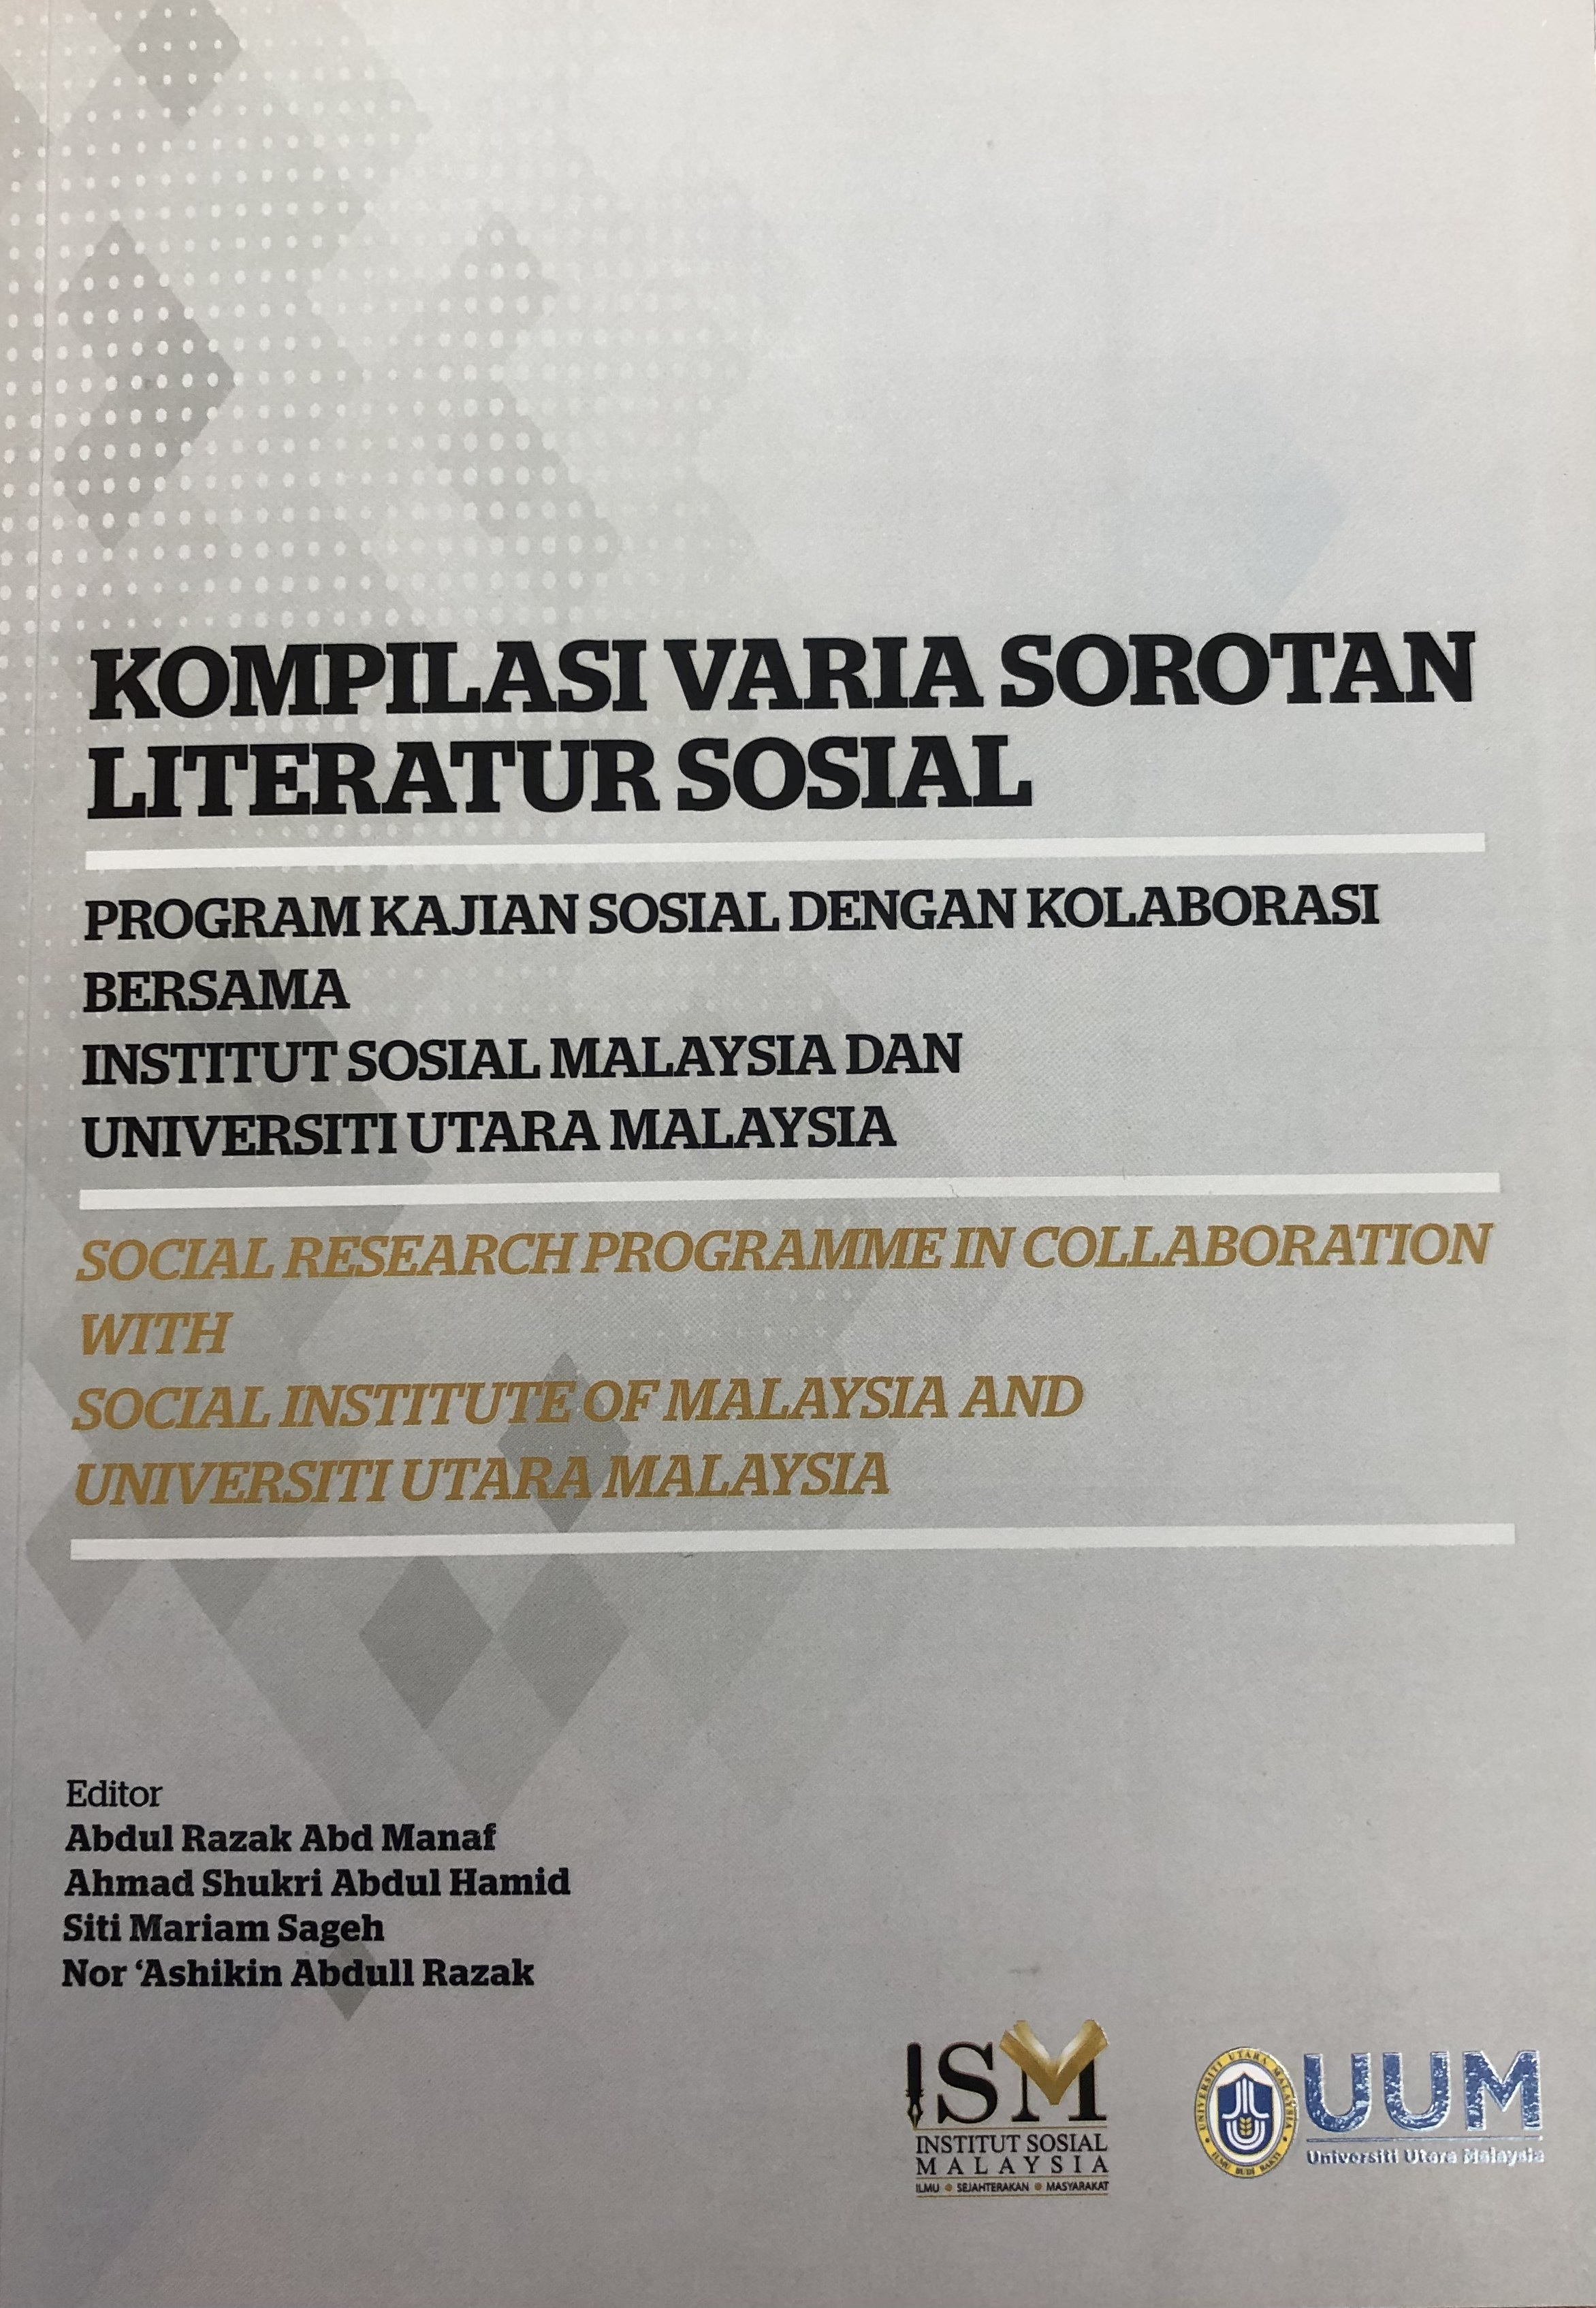 KOMPILASI VARIA SOROTAN
LITERATUR SOSIAL
PROGRAM KAJIAN SOSIAL DENGAN KOLABORASI
BERSAMA
INSTITUT SOSIAL MALAYSIA DAN
UNIVERSITI UTARA MALAYSIA
SOCIAL RESEARCH PROGRAMME IN COLLABORATION
WITH
SOCIAL INSTITUTE OF MALAYSIA AND
UNIVERSITI UTARA MALAYSIA
Editor
Abdul Razak Abd Manaf
Ahmad Shukri Abdul Hamid
Siti Mariam Sageh
Nor ‘Ashikin Abdull Razak
ISM
INSTITUT SOSIAL
MALAYSIA
ILMU SEJAHTERAKAN MASYARAKAT
UNIVERSITI UTARA MALAYSIA
ILMU BUDI BAKTI
UUM
Universiti Utara Malaysia